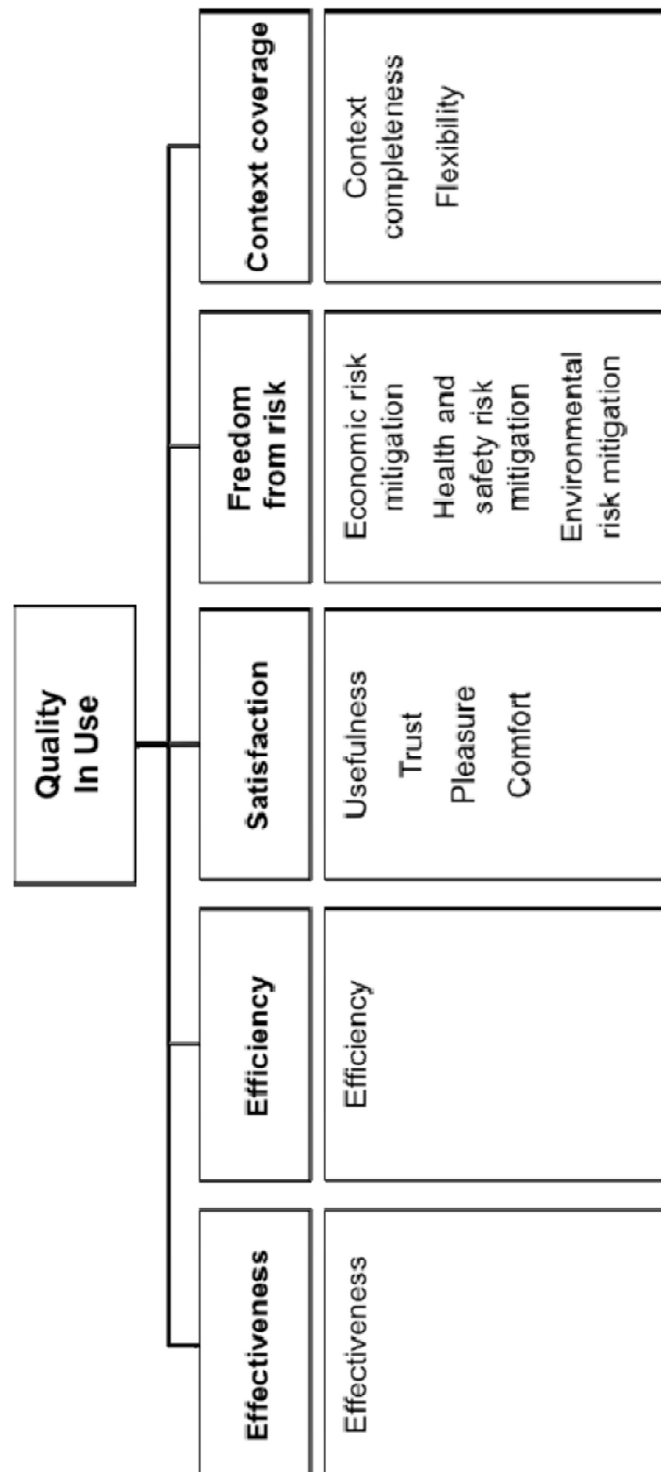 Quality
In Use
Effectiveness
Effectiveness
Efficiency
Efficiency
Satisfaction
Usefulness
Trust
Pleasure
Comfort
Freedom
from risk
Economic risk
mitigation
Health and
safety risk
mitigation
Environmental
risk mitigation
Context coverage
Context
completeness
Flexibility